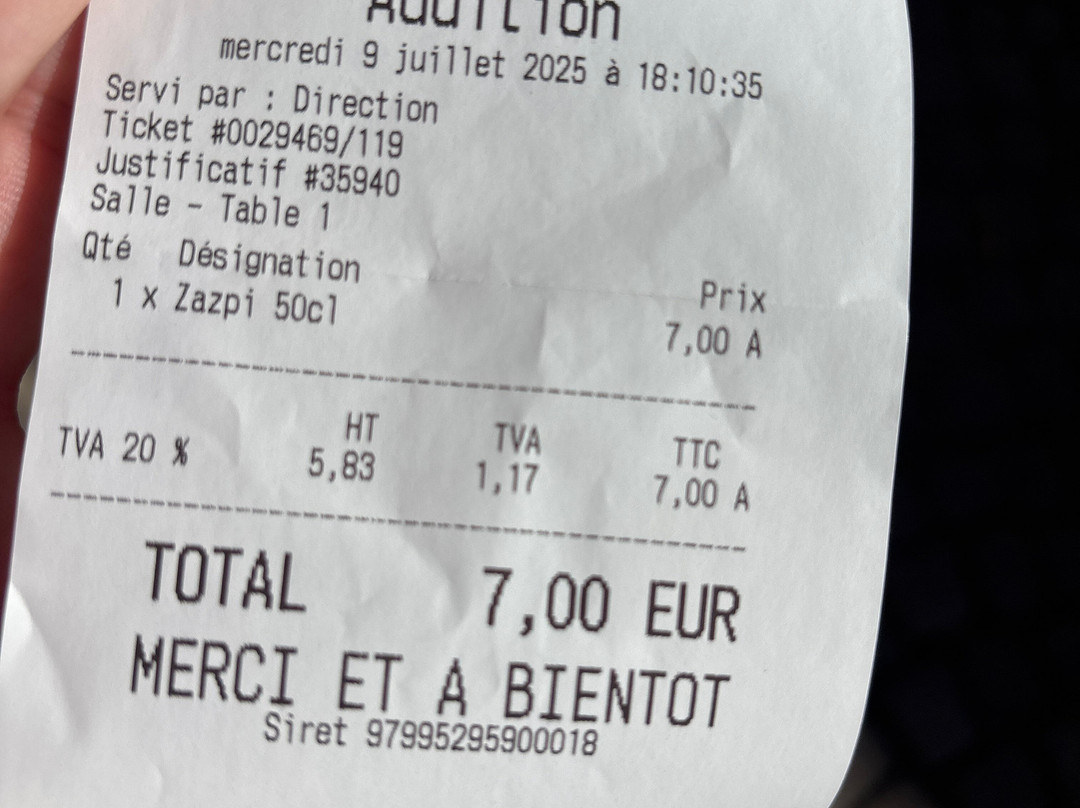 Addition
mercredi 9 juillet 2025 à 18:10:35
Servi par : Direction
Ticket #0029469/119
Justificatif #35940
Salle - Table 1
Qté Désignation Prix
1 x Zazpi 50cl 7,00 A
HT TVA TTC
TVA 20 % 5,83 1,17 7,00 A
TOTAL 7,00 EUR
MERCI ET A BIENTOT
Siret 97995295900018